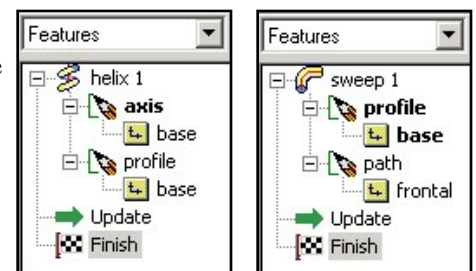 Features
helix 1
axis
base
profile
base
Update
Finish
Features
sweep 1
profile
base
path
frontal
Update
Finish